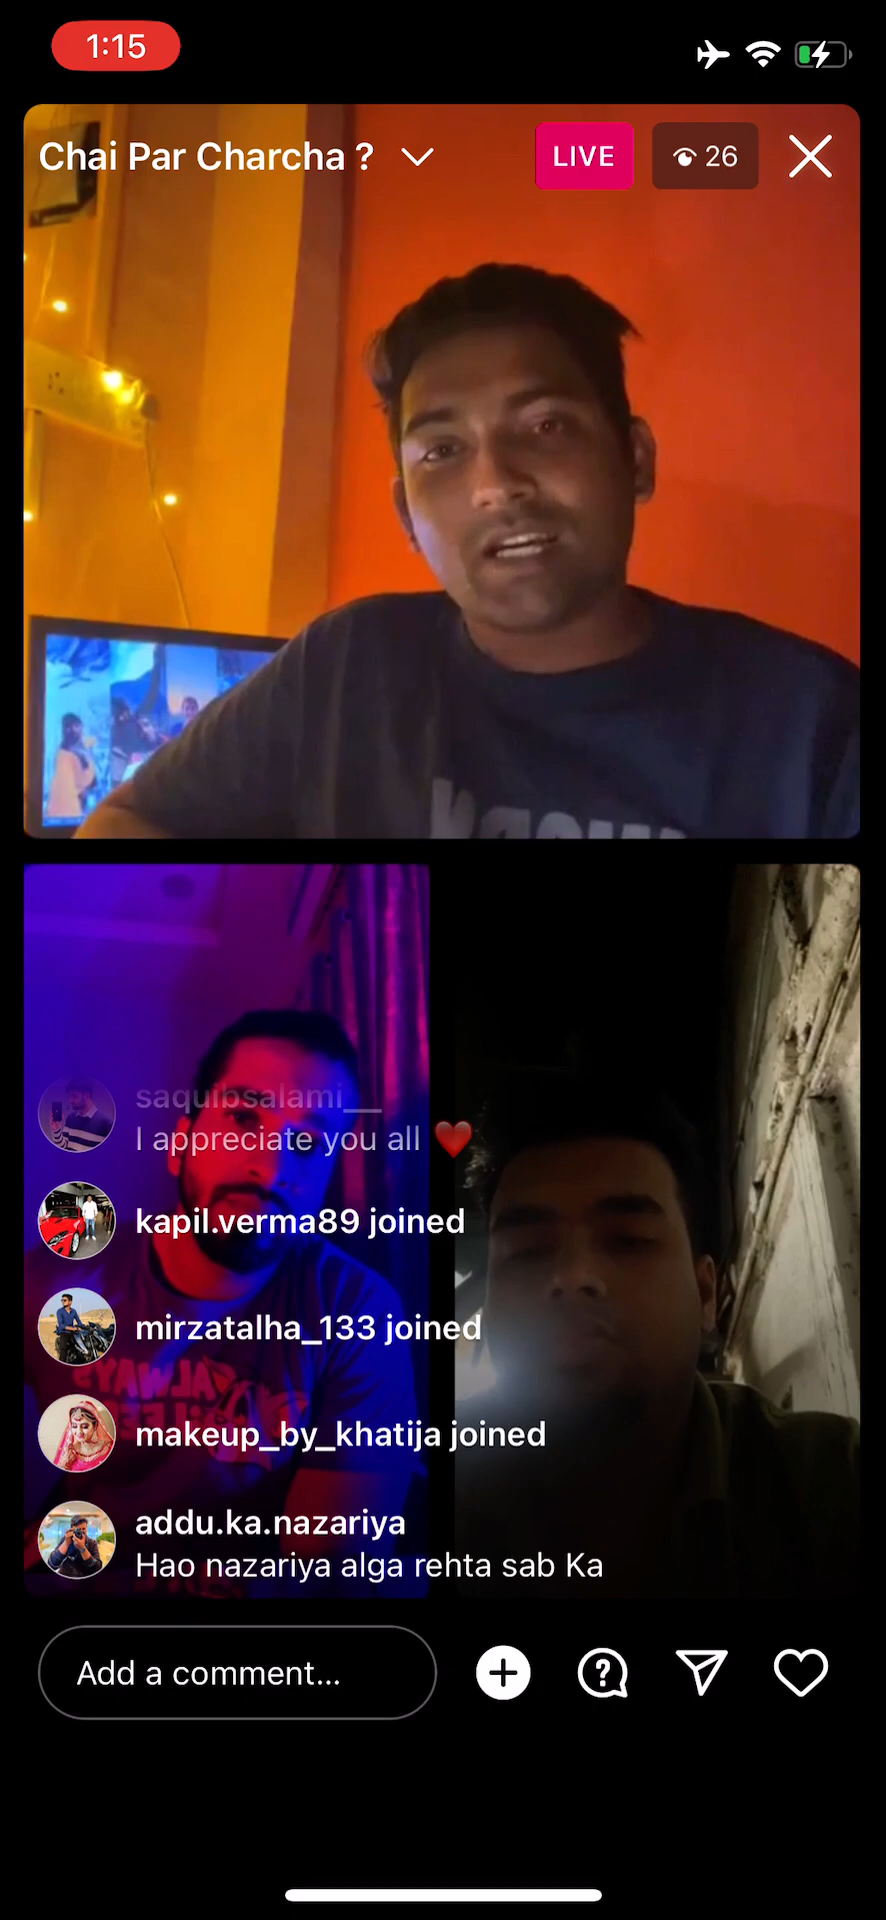 1:15
Chai Par Charcha ?
LIVE
26
saquibsalami__
I appreciate you all ❤️
kapil.verma89 joined
mirzatalha_133 joined
makeup_by_khatija joined
ALWAYS
addu.ka.nazariya
Hao nazariya alga rehta sab Ka
Add a comment...